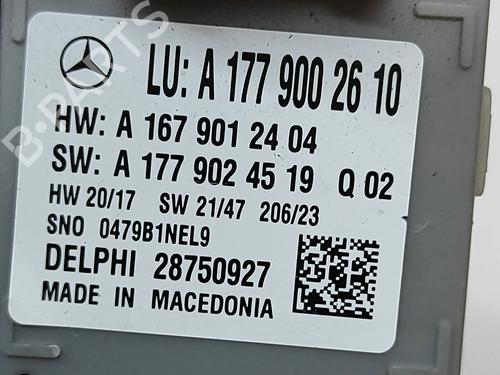 LU: A 177 900 26 10
HW: A 167 901 24 04
SW: A 177 902 45 19 Q 02
HW 20/17 SW 21/47 206/23
SNO 0479B1NEL9
DELPHI 28750927
MADE IN MACEDONIA
B-PARTS